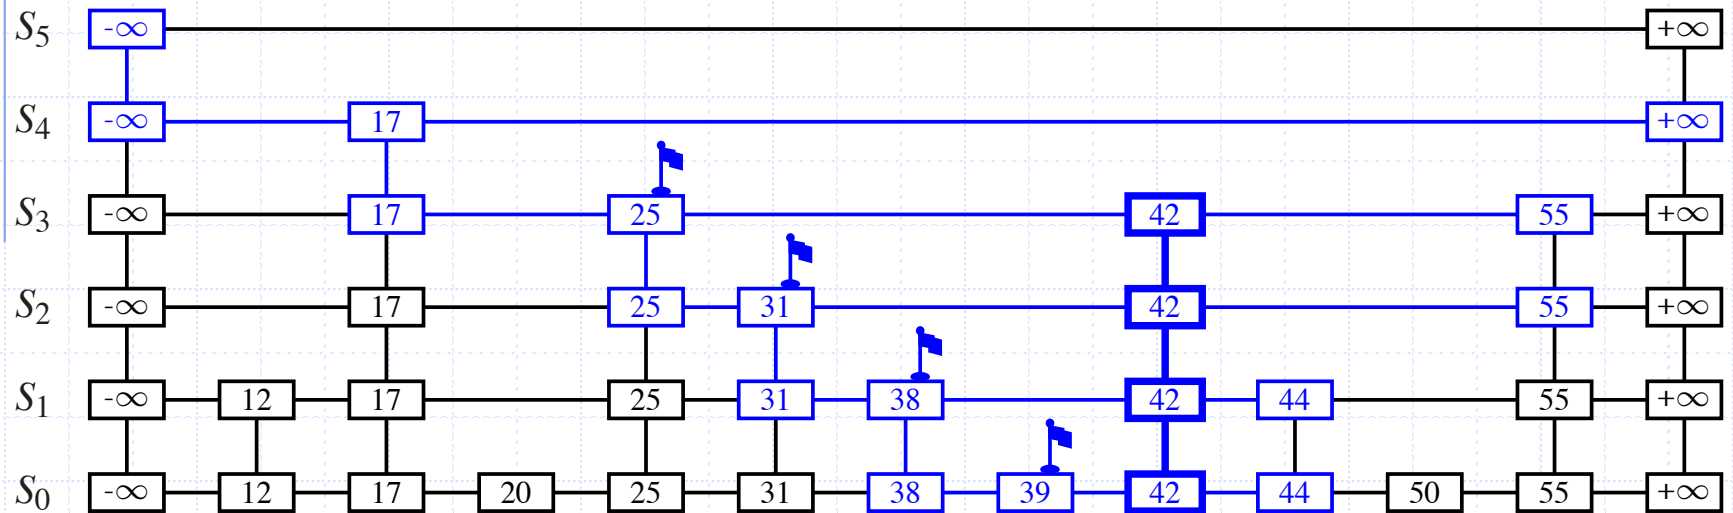 S5 -∞ +∞
S4 -∞ 17 +∞
S3 -∞ 17 25 42 55 +∞
S2 -∞ 17 25 31 42 55 +∞
S1 -∞ 12 17 25 31 38 42 44 55 +∞
S0 -∞ 12 17 20 25 31 38 39 42 44 50 55 +∞